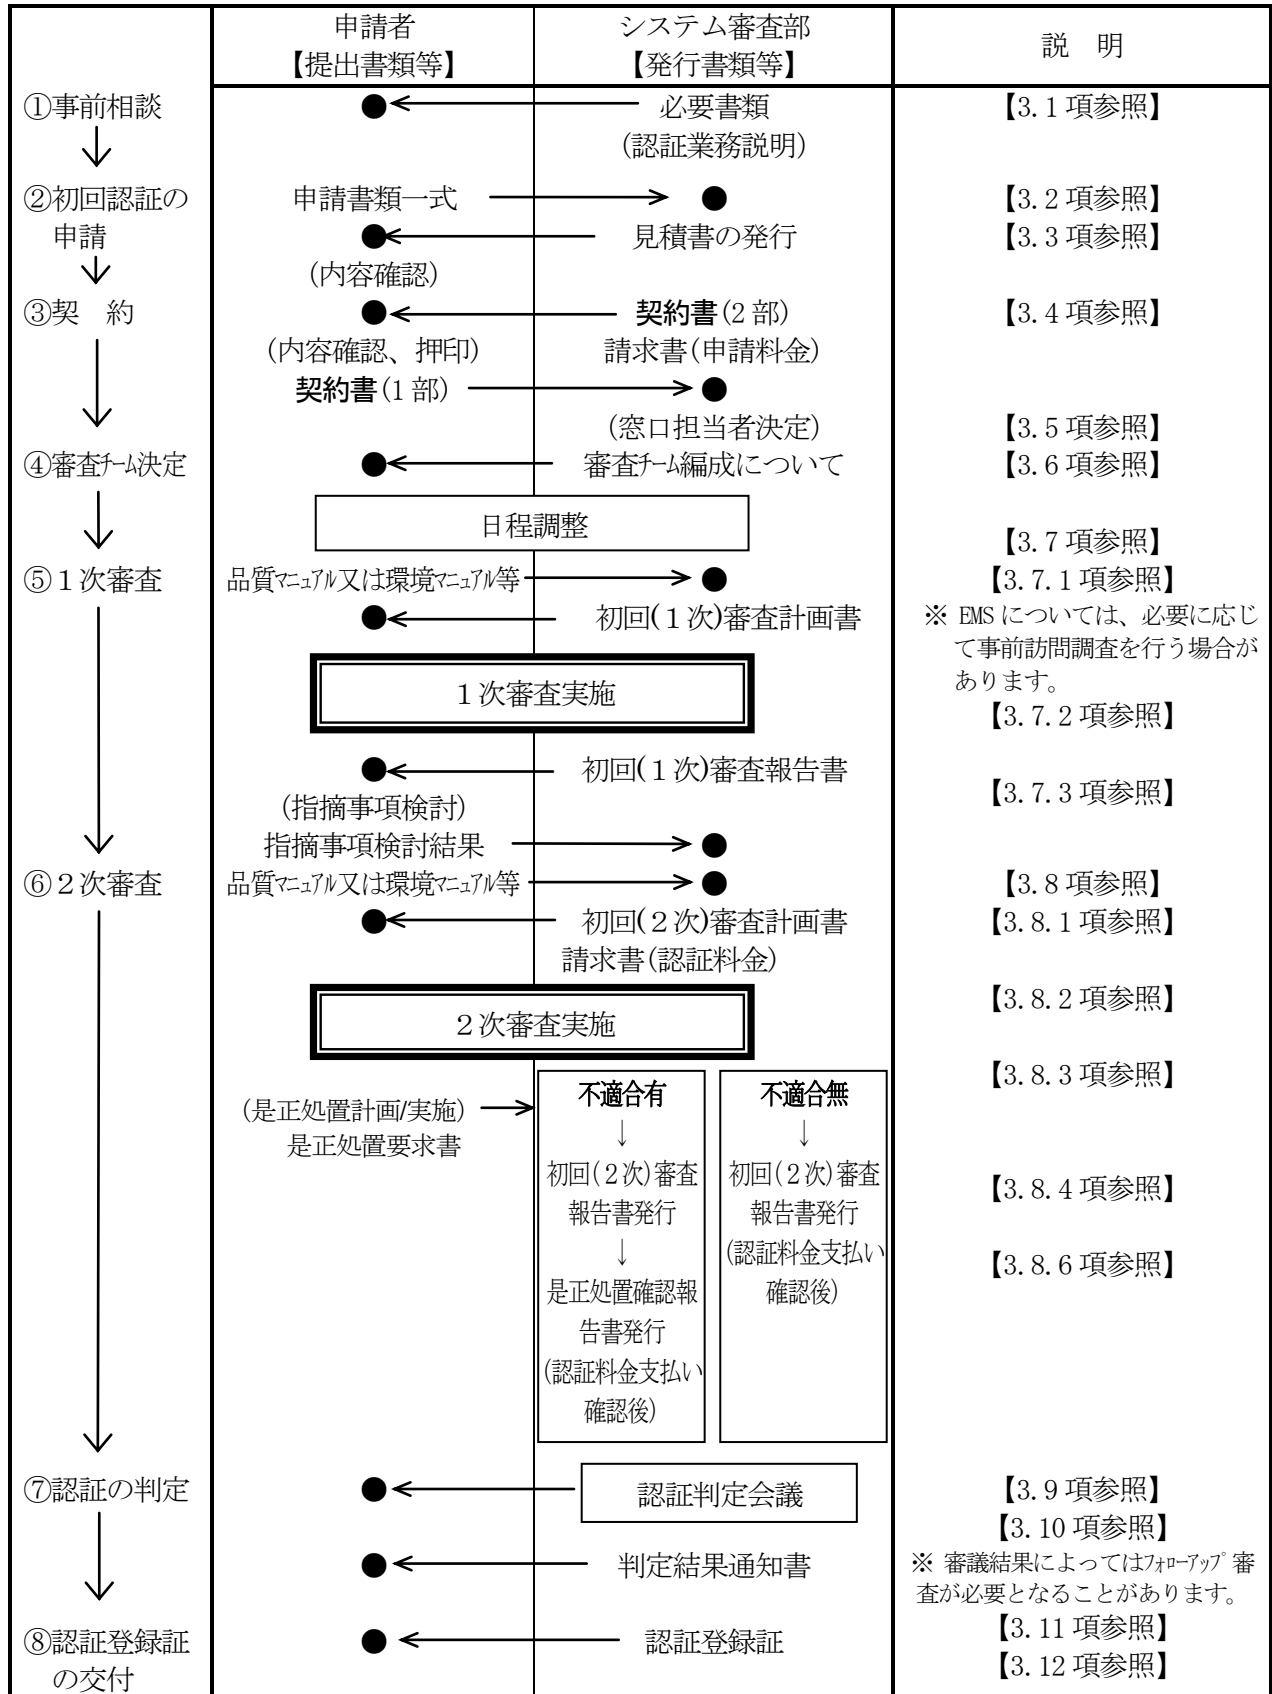 申請者
【提出書類等】
システム審査部
【発行書類等】
説　明
①事前相談
必要書類
(認証業務説明)
【3.1 項参照】
②初回認証の
申請
申請書類一式
【3.2 項参照】
見積書の発行
【3.3 項参照】
(内容確認)
③契　約
契約書(2 部)
【3.4 項参照】
(内容確認、押印)
請求書(申請料金)
契約書(1 部)
(窓口担当者決定)
【3.5 項参照】
④審査ﾁｰﾑ決定
審査ﾁｰﾑ編成について
【3.6 項参照】
日程調整
【3.7 項参照】
⑤１次審査
品質ﾏﾆｭｱﾙ又は環境ﾏﾆｭｱﾙ等
【3.7.1 項参照】
初回(１次)審査計画書
※ EMS については、必要に応じ
て事前訪問調査を行う場合が
あります。
１次審査実施
【3.7.2 項参照】
初回(１次)審査報告書
【3.7.3 項参照】
(指摘事項検討)
指摘事項検討結果
⑥２次審査
品質ﾏﾆｭｱﾙ又は環境ﾏﾆｭｱﾙ等
【3.8 項参照】
初回(２次)審査計画書
【3.8.1 項参照】
請求書(認証料金)
【3.8.2 項参照】
２次審査実施
【3.8.3 項参照】
(是正処置計画/実施)
是正処置要求書
不適合有
↓
初回(２次)審査
報告書発行
↓
是正処置確認報
告書発行
(認証料金支払い
確認後)
不適合無
↓
初回(２次)審査
報告書発行
(認証料金支払い
確認後)
【3.8.4 項参照】
【3.8.6 項参照】
⑦認証の判定
認証判定会議
【3.9 項参照】
【3.10 項参照】
判定結果通知書
※ 審議結果によってはﾌｫﾛｰｱｯﾌﾟ審
査が必要となることがあります。
⑧認証登録証
の交付
認証登録証
【3.11 項参照】
【3.12 項参照】